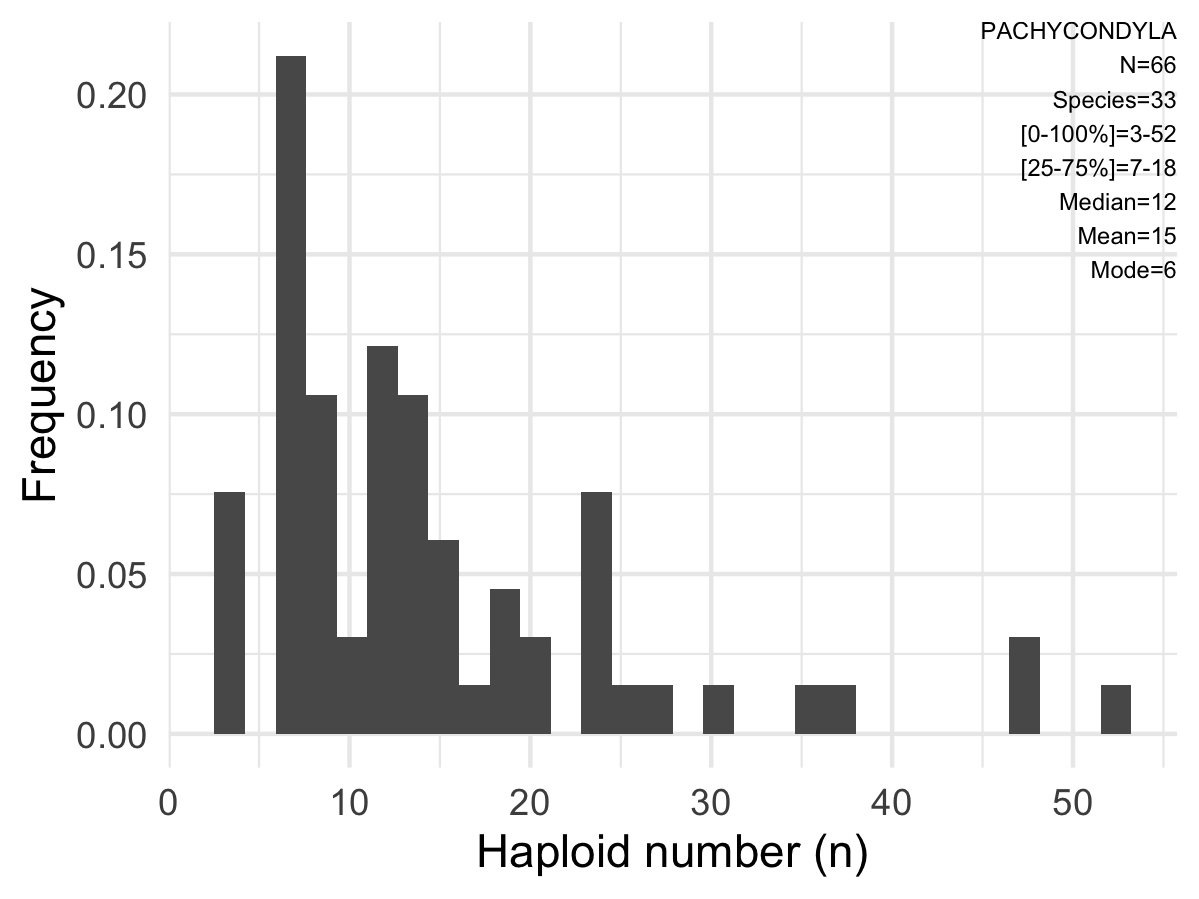 PACHYCONDYLA
N=66
Species=33
[0-100%]=3-52
[25-75%]=7-18
Median=12
Mean=15
Mode=6
Frequency
0.20
0.15
0.10
0.05
0.00
0 10 20 30 40 50
Haploid number (n)